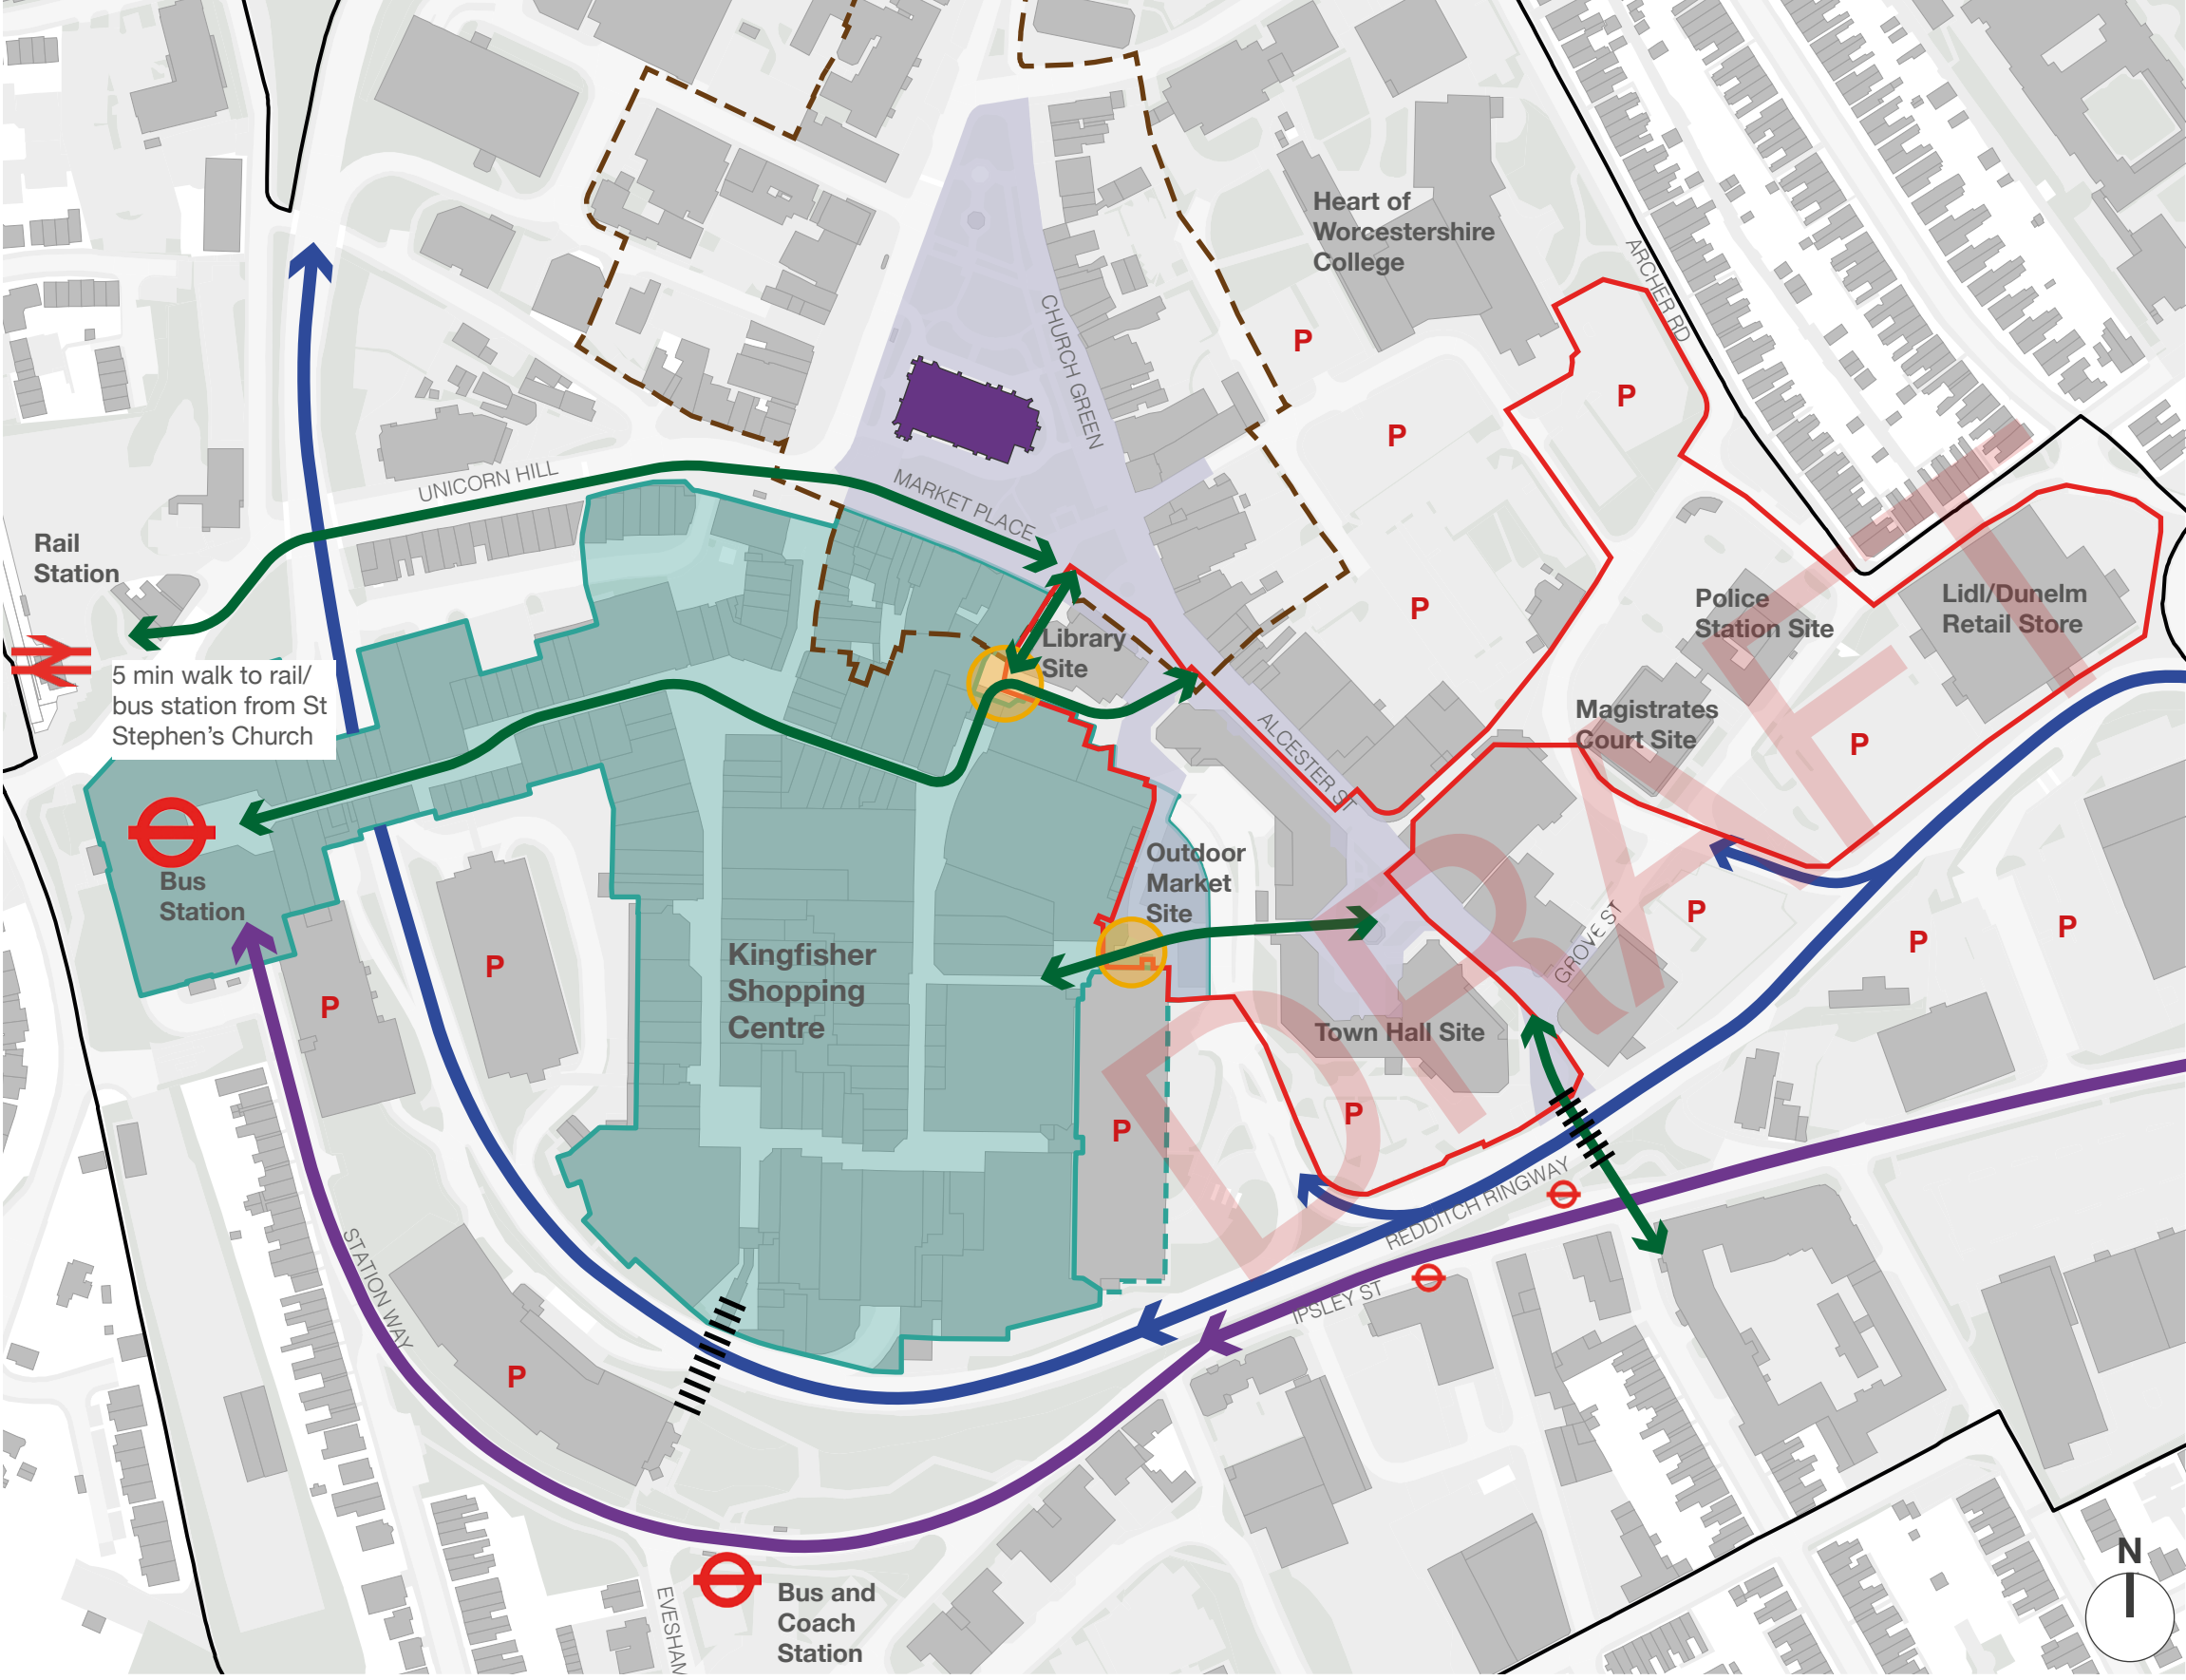 Heart of
Worcestershire
College
ARCHER RD
CHURCH GREEN
P
P
P
UNICORN HILL
MARKET PLACE
Rail
Station
5 min walk to rail/
bus station from St
Stephen's Church
Library
Site
P
Police
Station Site
Lidl/Dunelm
Retail Store
Magistrates
Court Site
P
ALCESTER ST
Outdoor
Market
Site
Bus
Station
P
P
Kingfisher
Shopping
Centre
GROVE ST
P
P
P
Town Hall Site
P
P
DRAFT
REDDITCH RINGWAY
IPSLEY ST
STATION WAY
P
EVESHAM
Bus and
Coach
Station
N